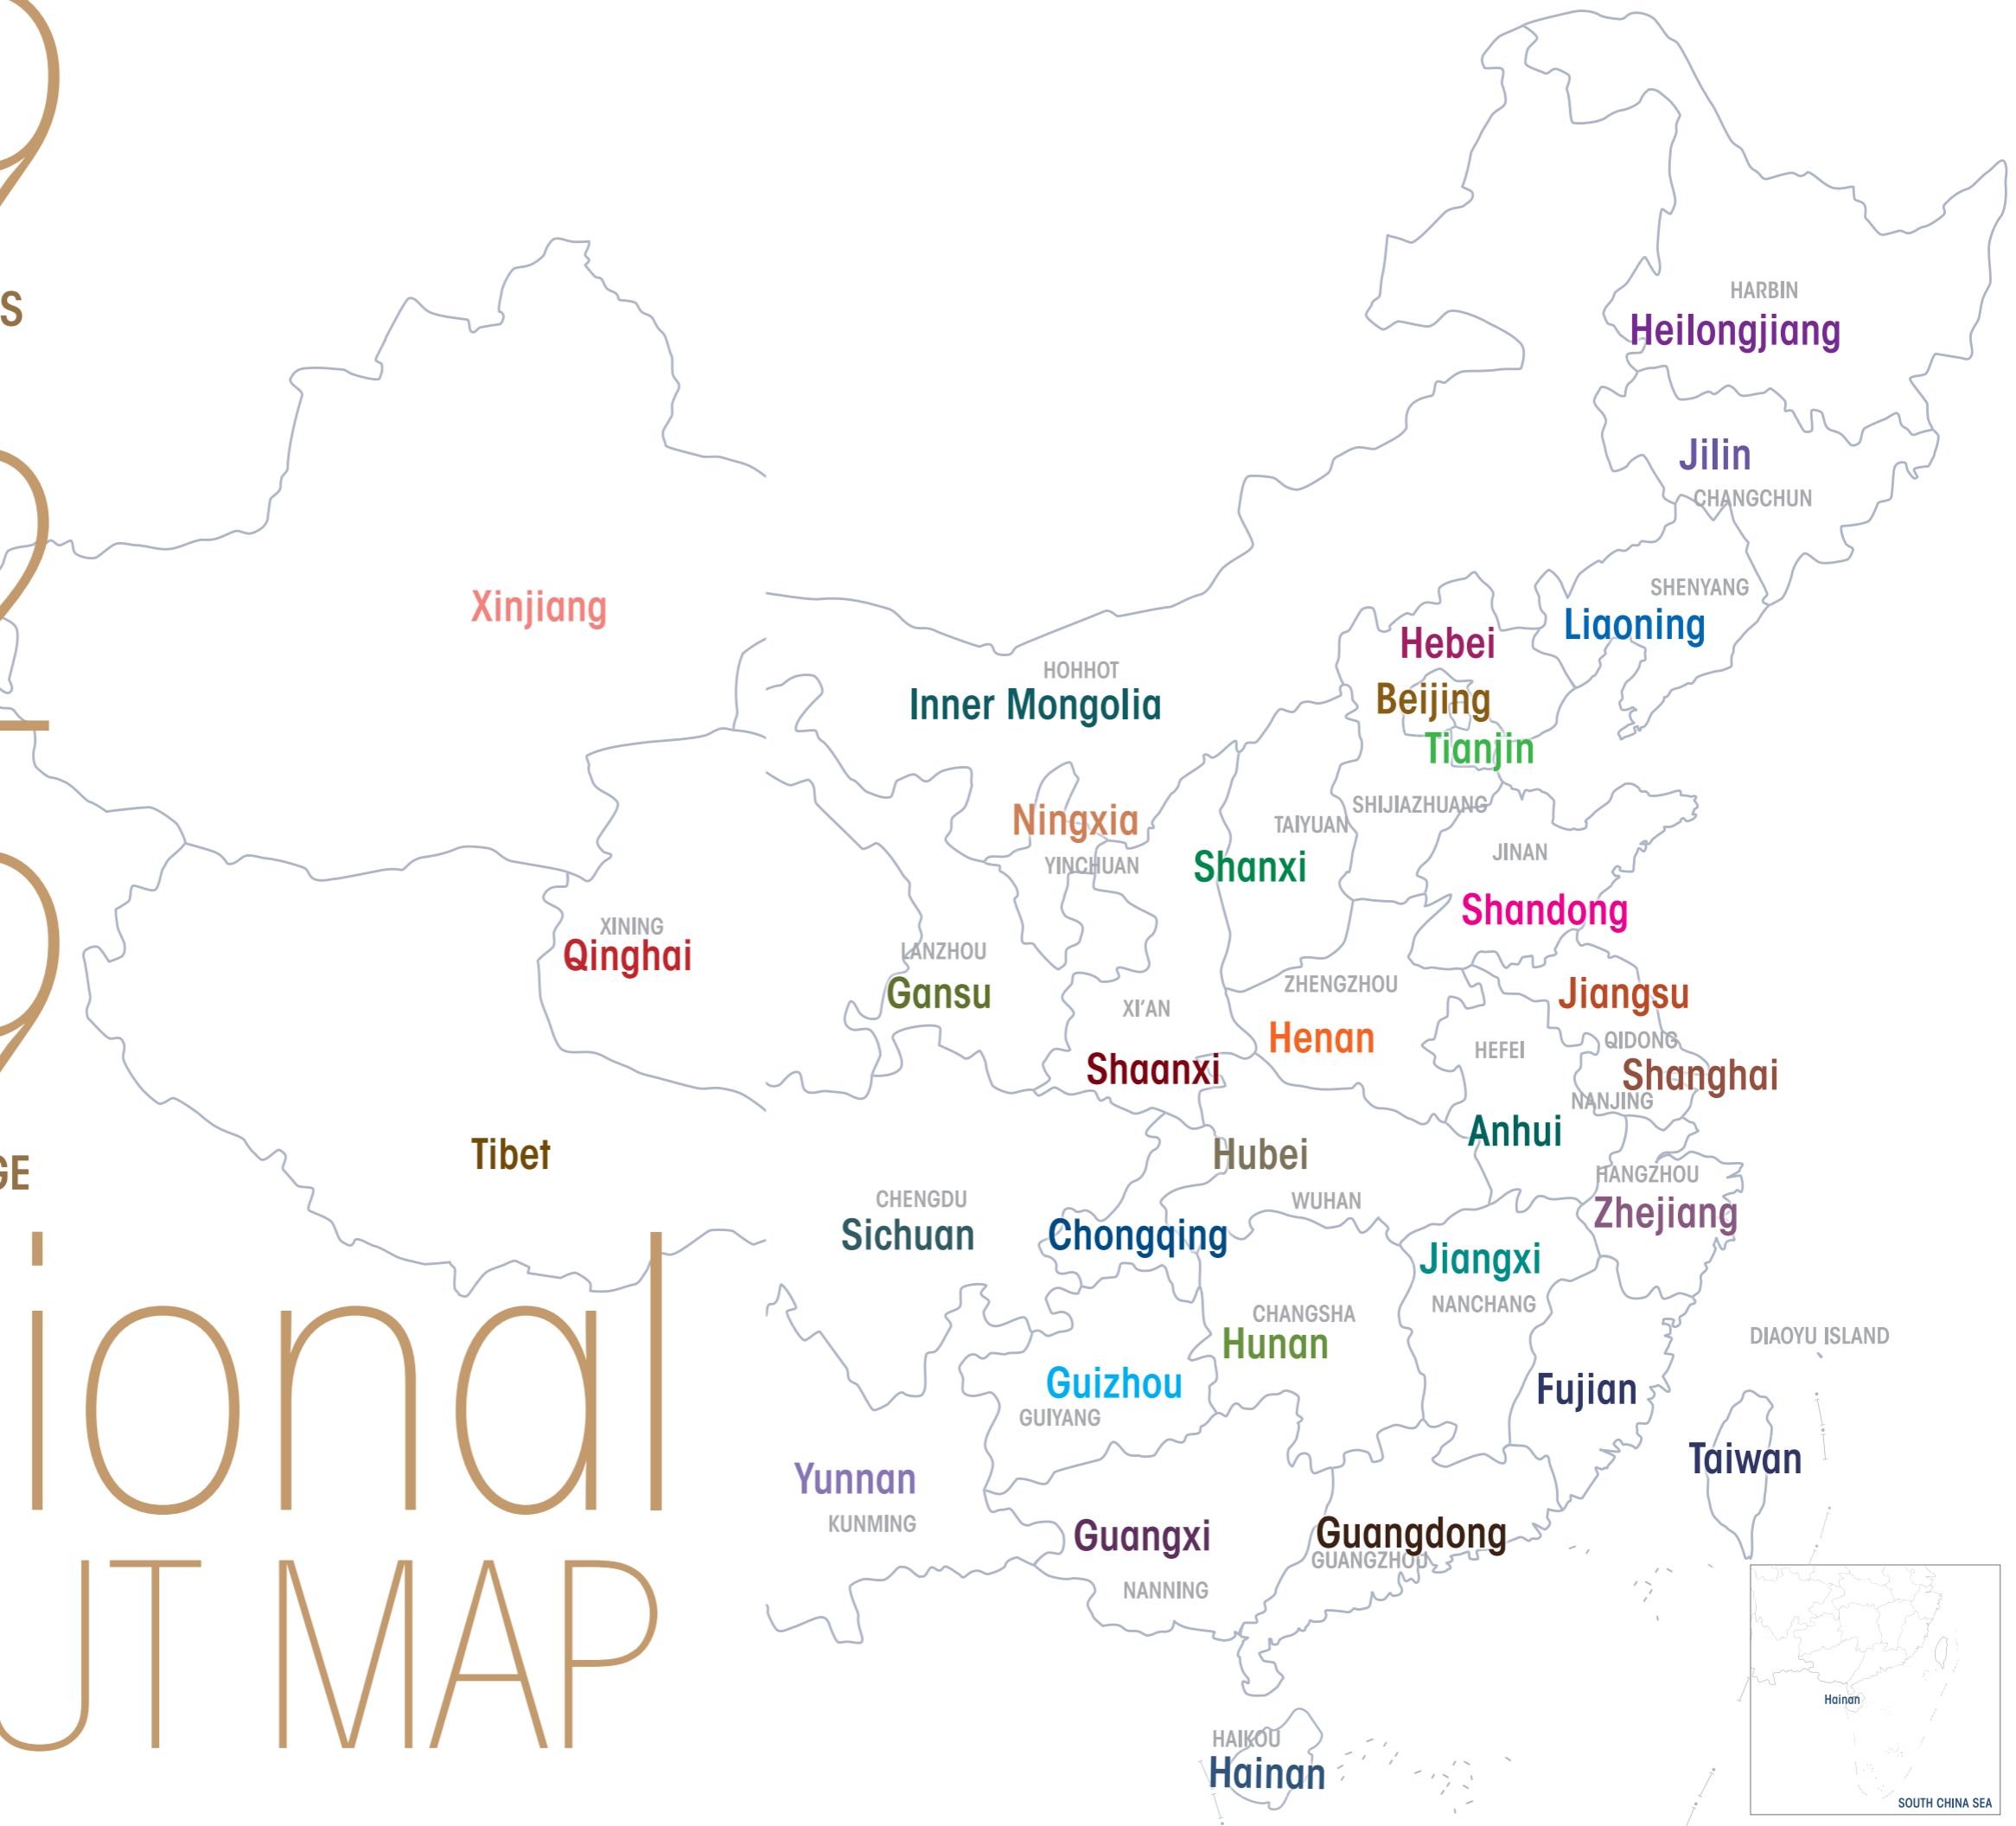 9
S
HARBIN
Heilongjiang
2
Jilin
CHANGCHUN
SHENYANG
Xinjiang
Liaoning
Hebei
HOHHOT
Inner Mongolia
Beijing
Tianjin
SHIJIAZHUANG
Ningxia
TAIYUAN
JINAN
YINCHUAN
Shanxi
Shandong
9
XINING
Qinghai
LANZHOU
Gansu
ZHENGZHOU
Jiangsu
XI'AN
Henan
QIDONG
HEFEI
Shaanxi
Shanghai
NANJING
Anhui
Tibet
Hubei
GE
HANGZHOU
CHENGDU
WUHAN
Zhejiang
Sichuan
Chongqing
Jiangxi
NANCHANG
CHANGSHA
DIAOYU ISLAND
Hunan
ional
Guizhou
Fujian
GUIYANG
Taiwan
Yunnan
KUNMING
Guangxi
Guangdong
GUANGZHOU
NANNING
UT MAP
Hainan
HAIKOU
Hainan
SOUTH CHINA SEA